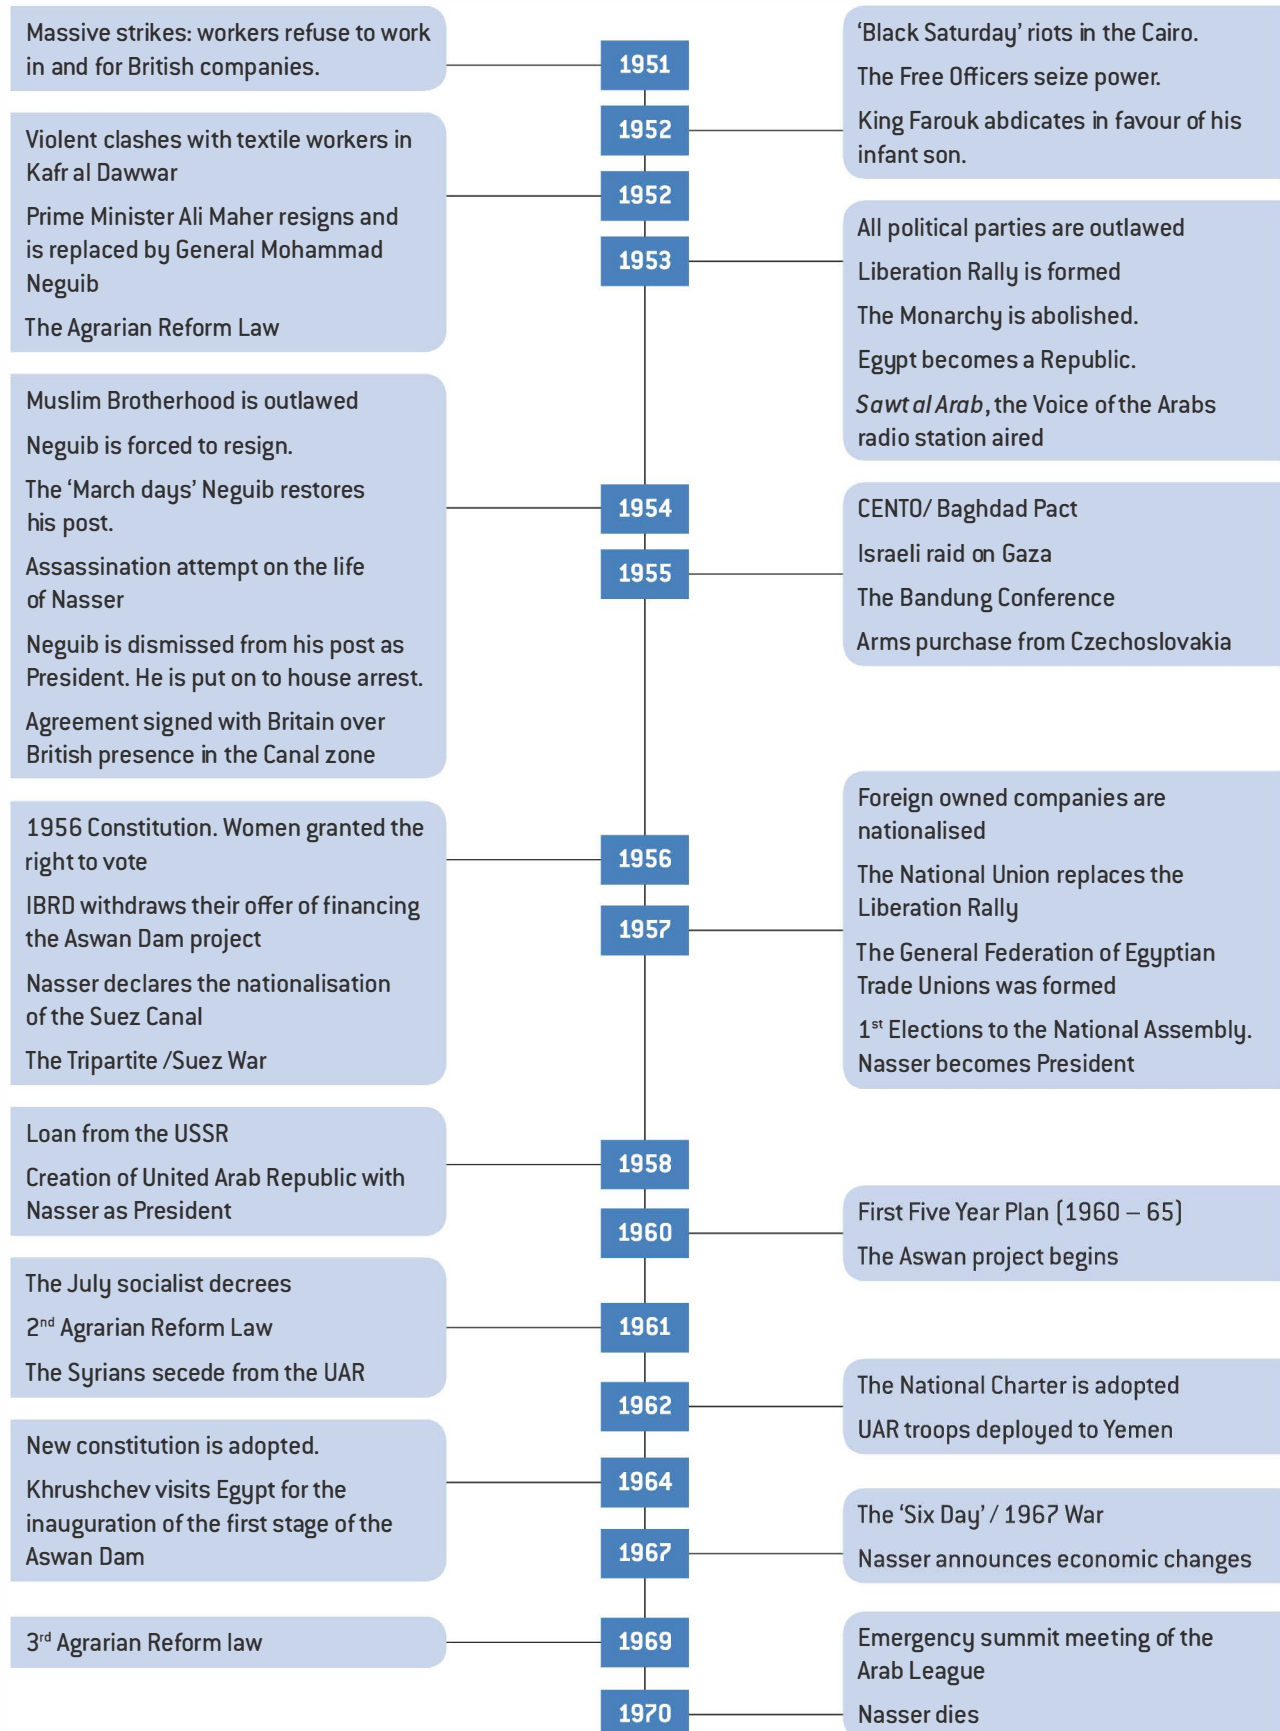 Massive strikes: workers refuse to work
in and for British companies.
1951
‘Black Saturday’ riots in the Cairo.
The Free Officers seize power.
King Farouk abdicates in favour of his
infant son.
1952
Violent clashes with textile workers in
Kafr al Dawwar
Prime Minister Ali Maher resigns and
is replaced by General Mohammad
Neguib
The Agrarian Reform Law
1952
1953
All political parties are outlawed
Liberation Rally is formed
The Monarchy is abolished.
Egypt becomes a Republic.
Sawt al Arab, the Voice of the Arabs
radio station aired
Muslim Brotherhood is outlawed
Neguib is forced to resign.
The ‘March days’ Neguib restores
his post.
Assassination attempt on the life
of Nasser
Neguib is dismissed from his post as
President. He is put on to house arrest.
Agreement signed with Britain over
British presence in the Canal zone
1954
1955
CENTO/ Baghdad Pact
Israeli raid on Gaza
The Bandung Conference
Arms purchase from Czechoslovakia
1956 Constitution. Women granted the
right to vote
IBRD withdraws their offer of financing
the Aswan Dam project
Nasser declares the nationalisation
of the Suez Canal
The Tripartite /Suez War
1956
1957
Foreign owned companies are
nationalised
The National Union replaces the
Liberation Rally
The General Federation of Egyptian
Trade Unions was formed
1st Elections to the National Assembly.
Nasser becomes President
Loan from the USSR
Creation of United Arab Republic with
Nasser as President
1958
1960
First Five Year Plan (1960 – 65)
The Aswan project begins
The July socialist decrees
2nd Agrarian Reform Law
The Syrians secede from the UAR
1961
1962
The National Charter is adopted
UAR troops deployed to Yemen
New constitution is adopted.
Khrushchev visits Egypt for the
inauguration of the first stage of the
Aswan Dam
1964
1967
The ‘Six Day’ / 1967 War
Nasser announces economic changes
3rd Agrarian Reform law
1969
1970
Emergency summit meeting of the
Arab League
Nasser dies